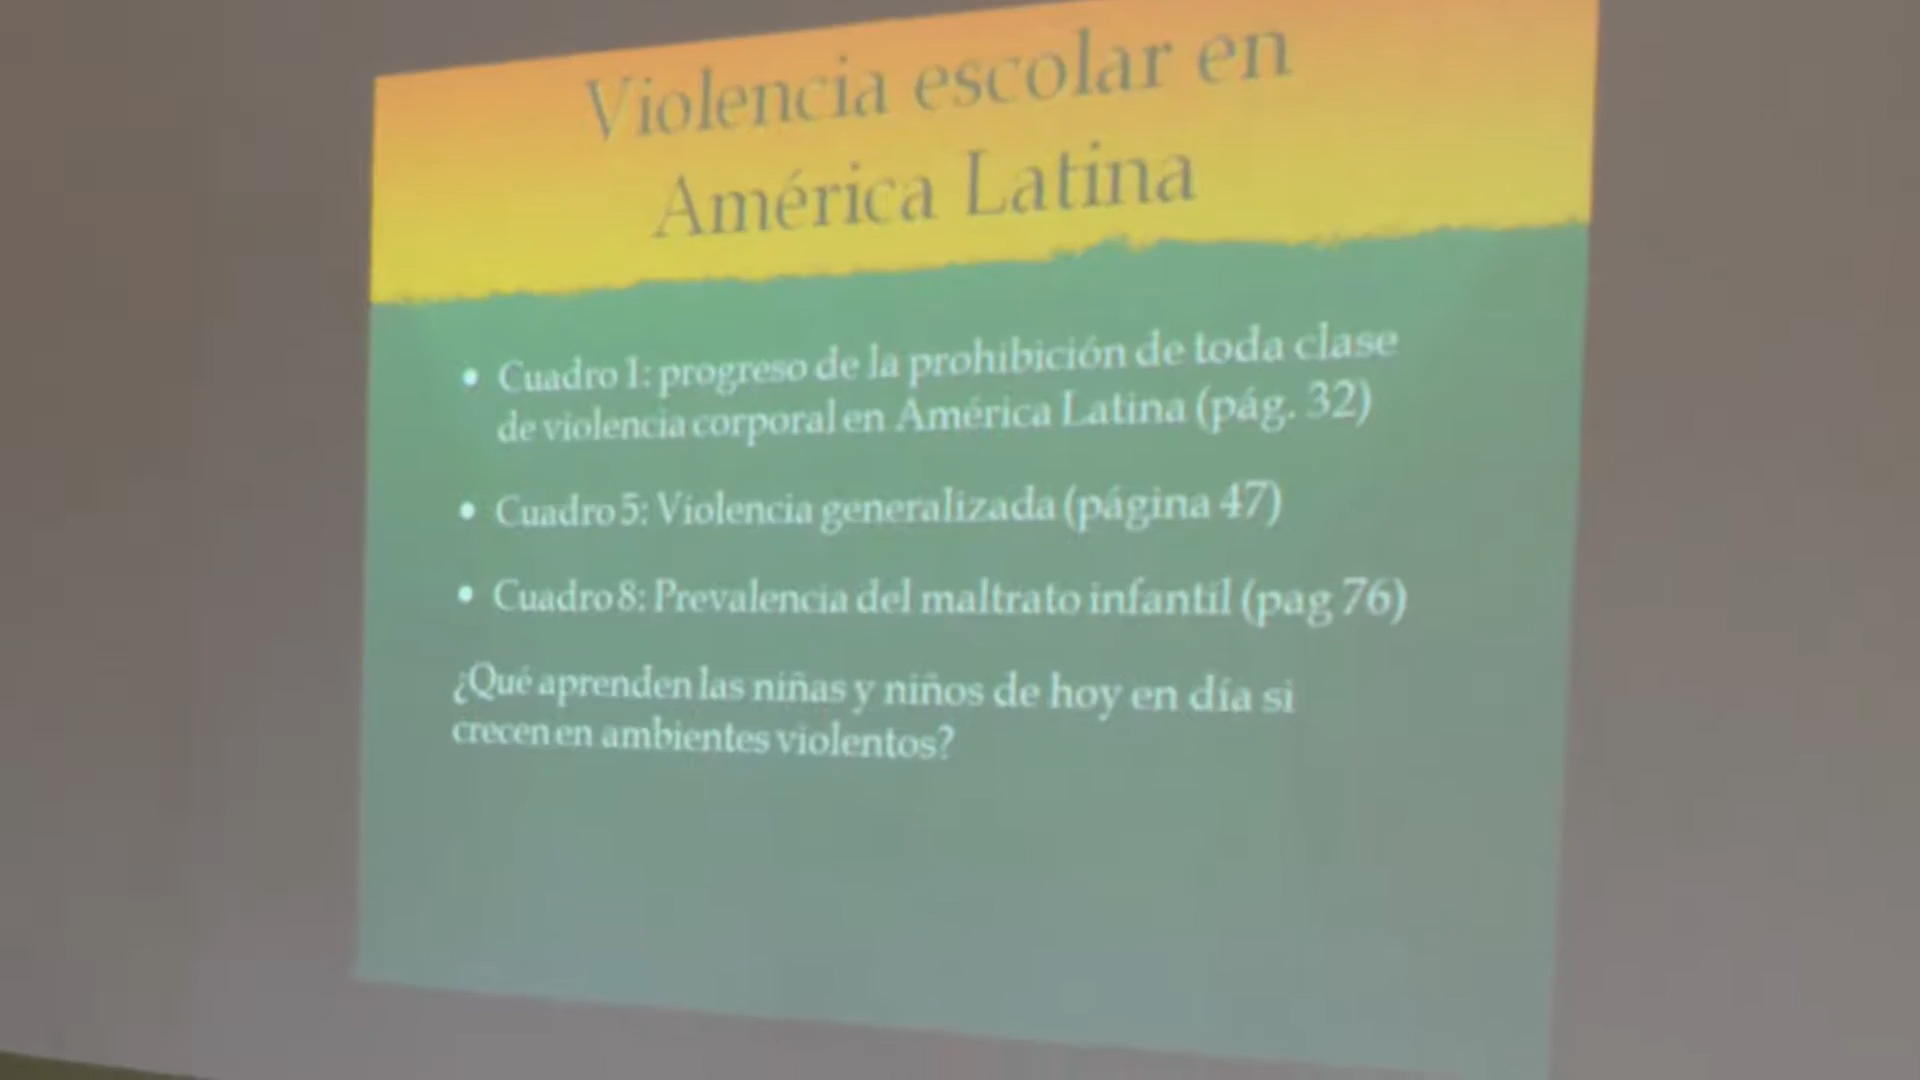 Violencia escolar en
América Latina
• Cuadro 1: progreso de la prohibición de toda clase
de violencia corporal en América Latina (pág. 32)
• Cuadro 5: Violencia generalizada (página 47)
• Cuadro 8: Prevalencia del maltrato infantil (pag 76)
¿Qué aprenden las niñas y niños de hoy en día si
crecen en ambientes violentos?